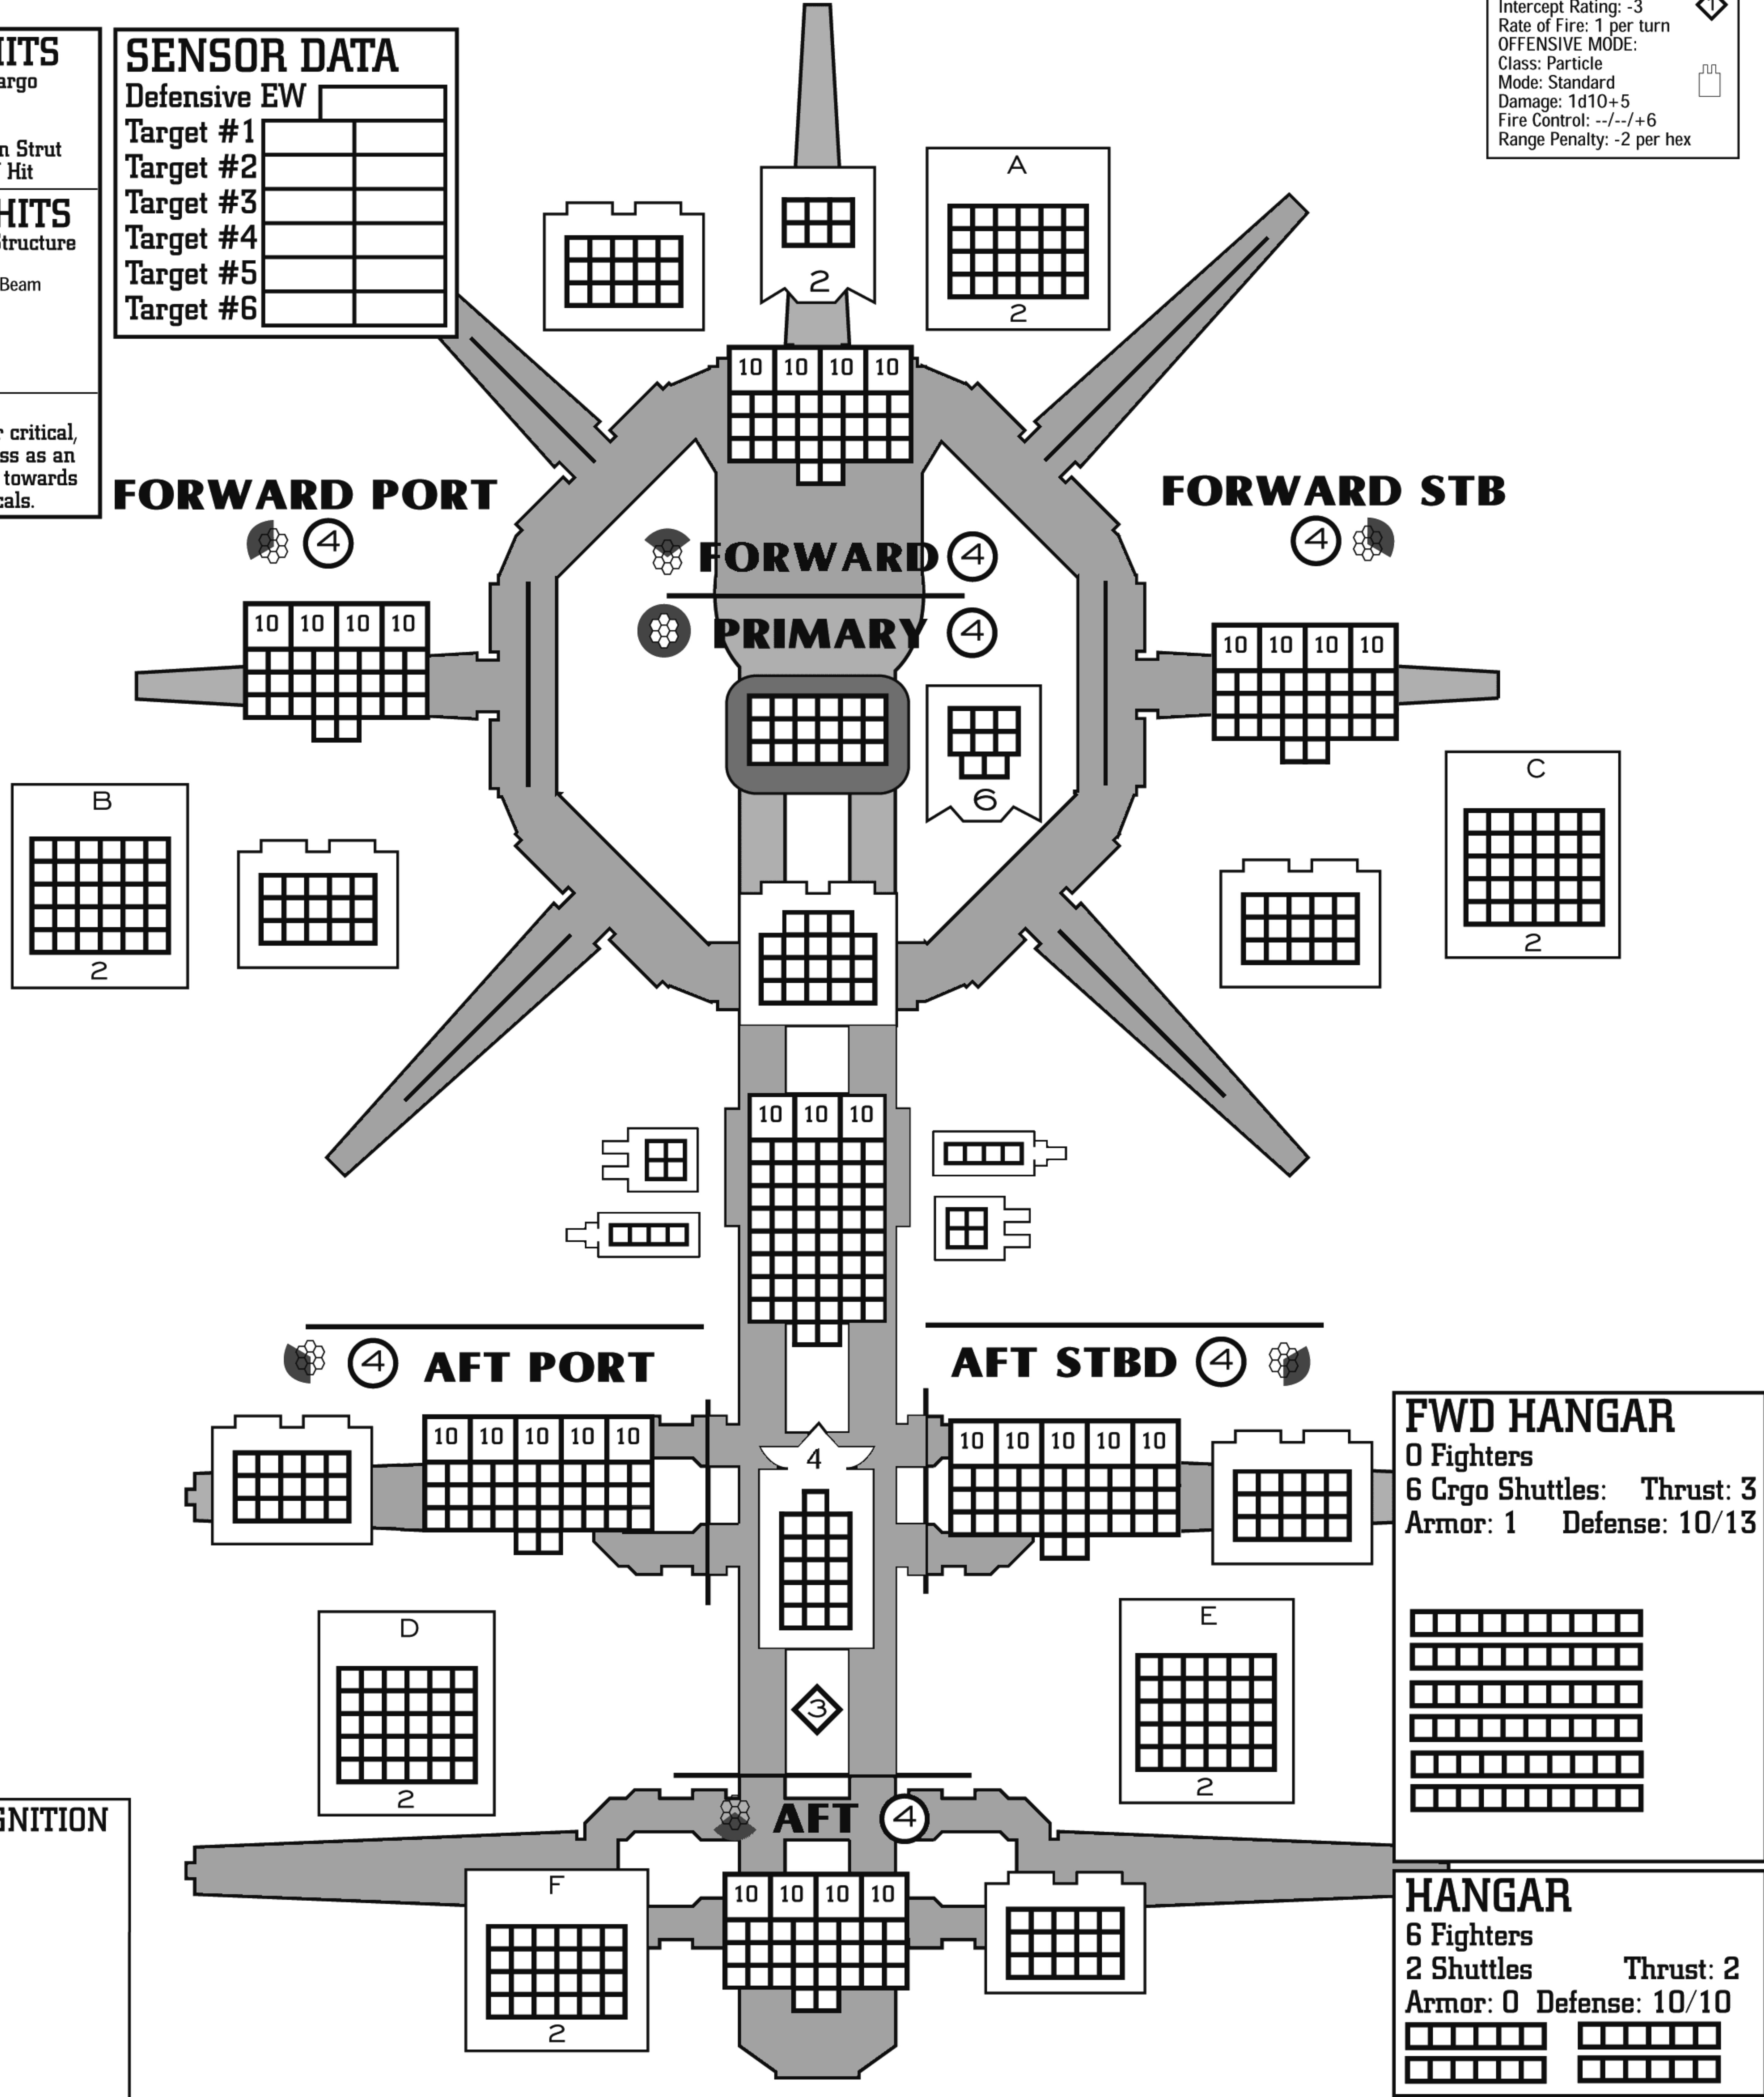 HITS
argo
n Strut
Hit
HITS
Structure
Beam
r critical,
ss as an
towards
cals.
SENSOR DATA
Defensive EW
Target #1
Target #2
Target #3
Target #4
Target #5
Target #6
Intercept Rating: -3
1
Rate of Fire: 1 per turn
OFFENSIVE MODE:
Class: Particle
Mode: Standard
Damage: 1d10+5
Fire Control: --/--/+6
Range Penalty: -2 per hex
2
A
2
10 10 10 10
FORWARD PORT
4
FORWARD STB
4
FORWARD 4
PRIMARY 4
10 10 10 10
10 10 10 10
6
B
2
C
2
10 10 10
4 AFT PORT
AFT STBD 4
10 10 10 10 10
4
10 10 10 10 10
D
2
E
2
3
AFT 4
F
2
10 10 10 10
FWD HANGAR
0 Fighters
6 Crgo Shuttles: Thrust: 3
Armor: 1 Defense: 10/13
HANGAR
6 Fighters
2 Shuttles Thrust: 2
Armor: 0 Defense: 10/10
GNITION